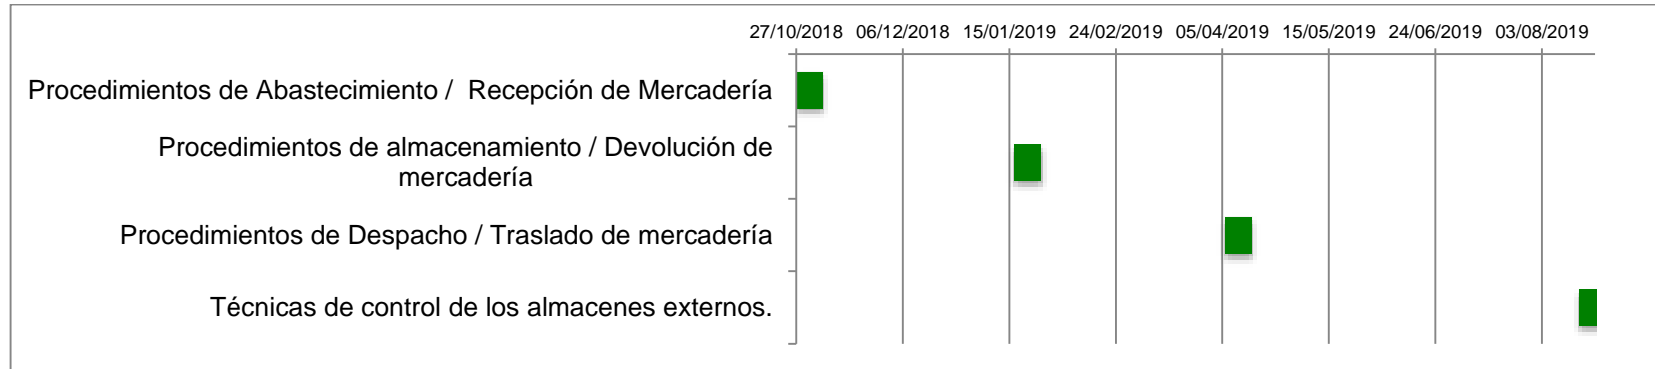 27/10/2018 06/12/2018 15/01/2019 24/02/2019 05/04/2019 15/05/2019 24/06/2019 03/08/2019
Procedimientos de Abastecimiento /  Recepción de Mercadería
Procedimientos de almacenamiento / Devolución de
mercadería
Procedimientos de Despacho / Traslado de mercadería
Técnicas de control de los almacenes externos.